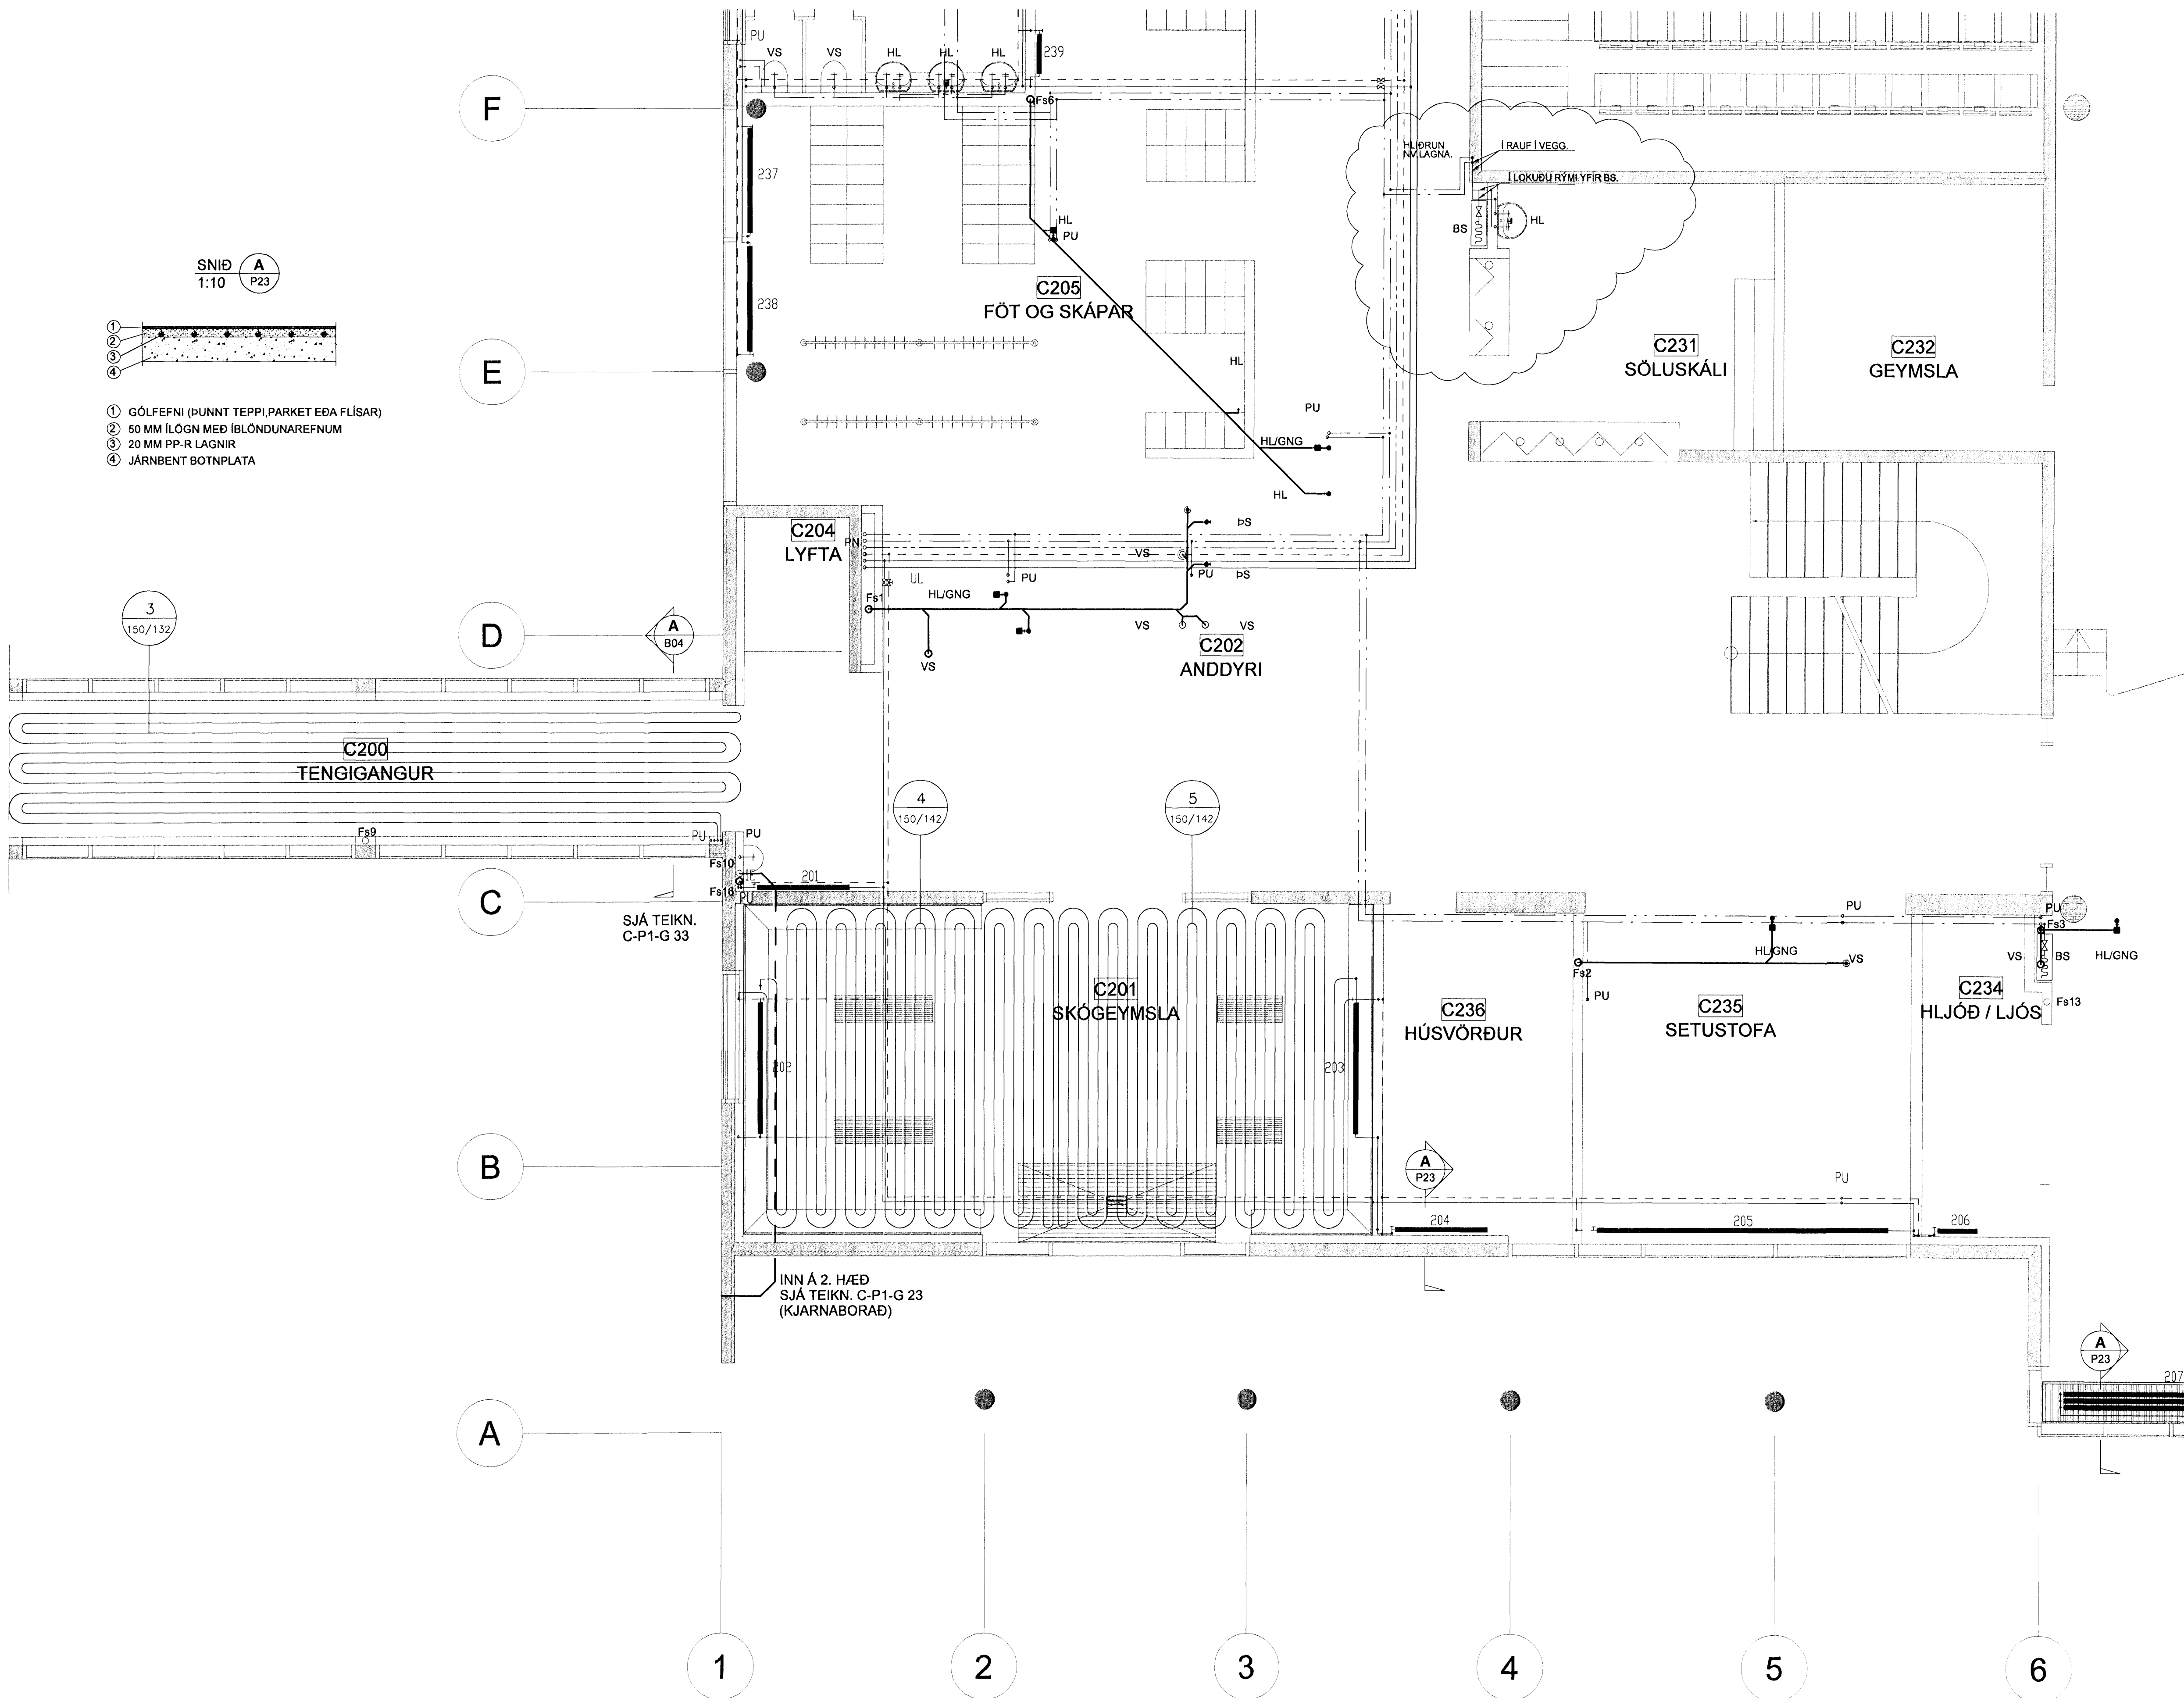 PU
VS
VS
HL
HL
HL
239
F
Fs6
237
HLIÐRUN
NV.LAGNA.
Í RAUF Í VEGG.
Í LOKUÐU RÝMI YFIR BS.
BS
HL
HL
PU
SNIÐ
1:10
A
P23
238
C205
FÖT OG SKÁPAR
1
2
3
4
E
C231
SÖLUSKÁLI
C232
GEYMSLA
HL
1 GÓLFEFNI (ÞUNNT TEPPI,PARKET EÐA FLÍSAR)
2 50 MM ÍLÖGN MEÐ ÍBLÖNDUNAREFNUM
3 20 MM PP-R LAGNIR
4 JÁRNBENT BOTNPLATA
PU
HL/GNG
HL
C204
LYFTA
PN
ÞS
VS
UL
PU
PU
ÞS
Fs1
HL/GNG
3
150/132
D
A
B04
VS
VS
C202
ANDDYRI
VS
C200
TENGIGANGUR
4
150/142
5
150/142
Fs9
PU
PU
Fs10
Fs16
PU
201
C
SJÁ TEIKN.
C-P1-G 33
PU
PU
Fs3
HL/GNG
VS
VS
BS
HL/GNG
Fs2
PU
C201
SKÓGEYMSLA
C236
HÚSVÖRÐUR
C235
SETUSTOFA
C234
HLJÓÐ / LJÓS
Fs13
202
203
B
A
P23
PU
204
205
206
INN Á 2. HÆÐ
SJÁ TEIKN. C-P1-G 23
(KJARNABORAÐ)
A
P23
207
A
1
2
3
4
5
6